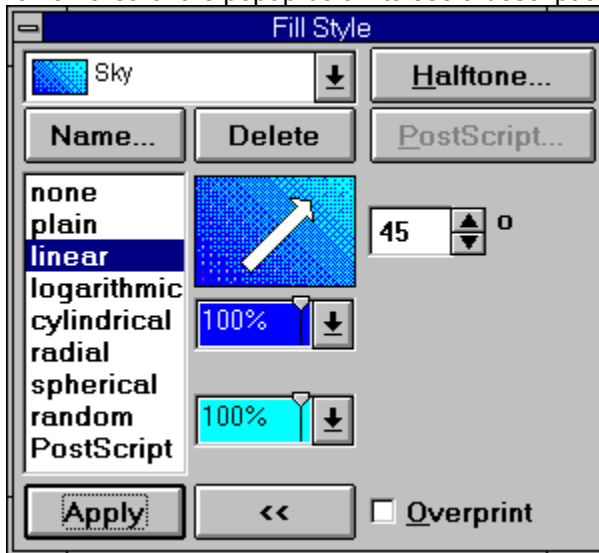 Fill Style
Sky
Halftone...
Name...
Delete
PostScript...
none
plain
linear
logarithmic
cylindrical
radial
spherical
random
PostScript
45 º
100%
100%
Apply
<<
Overprint